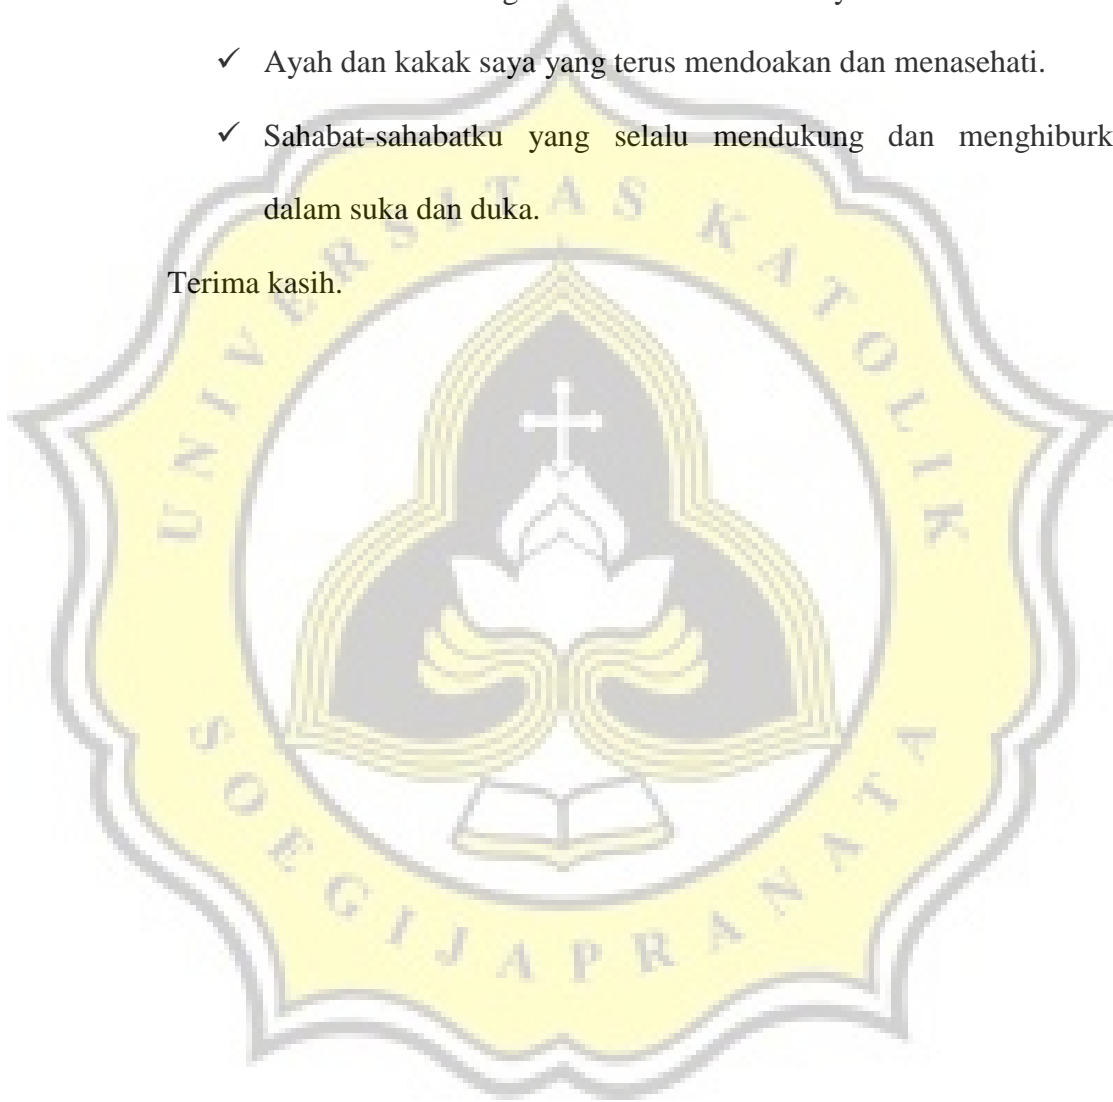 ✓ Ayah dan kakak saya yang terus mendoakan dan menasehati.
✓ Sahabat-sahabatku yang selalu mendukung dan menghiburk
dalam suka dan duka.
Terima kasih.
UNIVERSITAS KATOLIK
SOEGIJAPRANATA